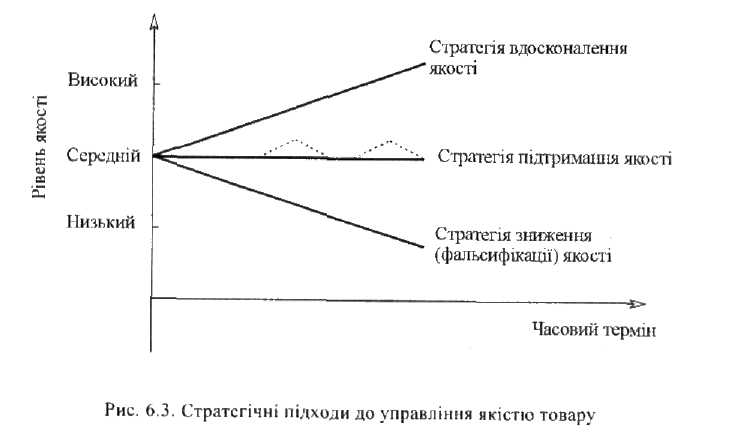 Стратегія вдосконалення
якості
Високий
Рівень якості
Середній
Стратегія підтримання якості
Низький
Стратегія зниження
(фальсифікації) якості
Часовий термін
Рис. 6.3. Стратегічні підходи до управління якістю товару